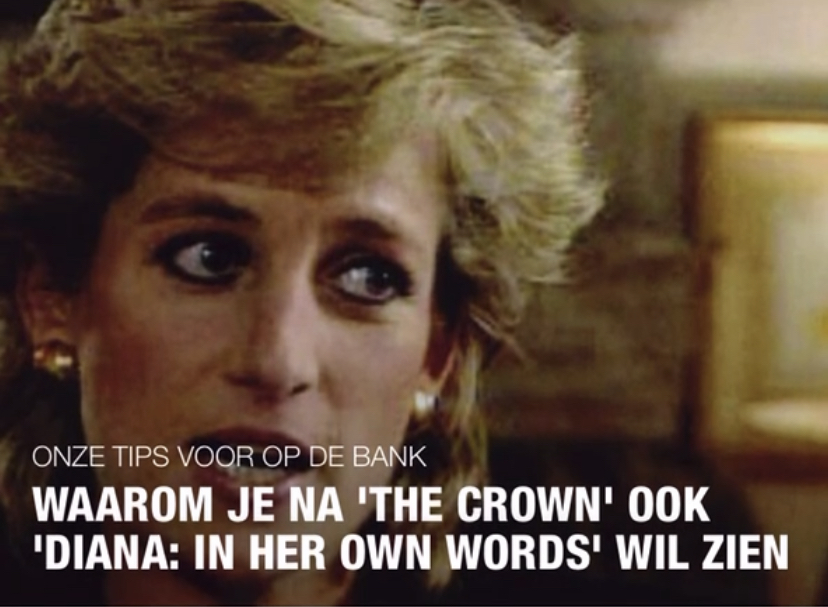 ONZE TIPS VOOR OP DE BANK
WAAROM JE NA 'THE CROWN' OOK
'DIANA: IN HER OWN WORDS' WIL ZIEN